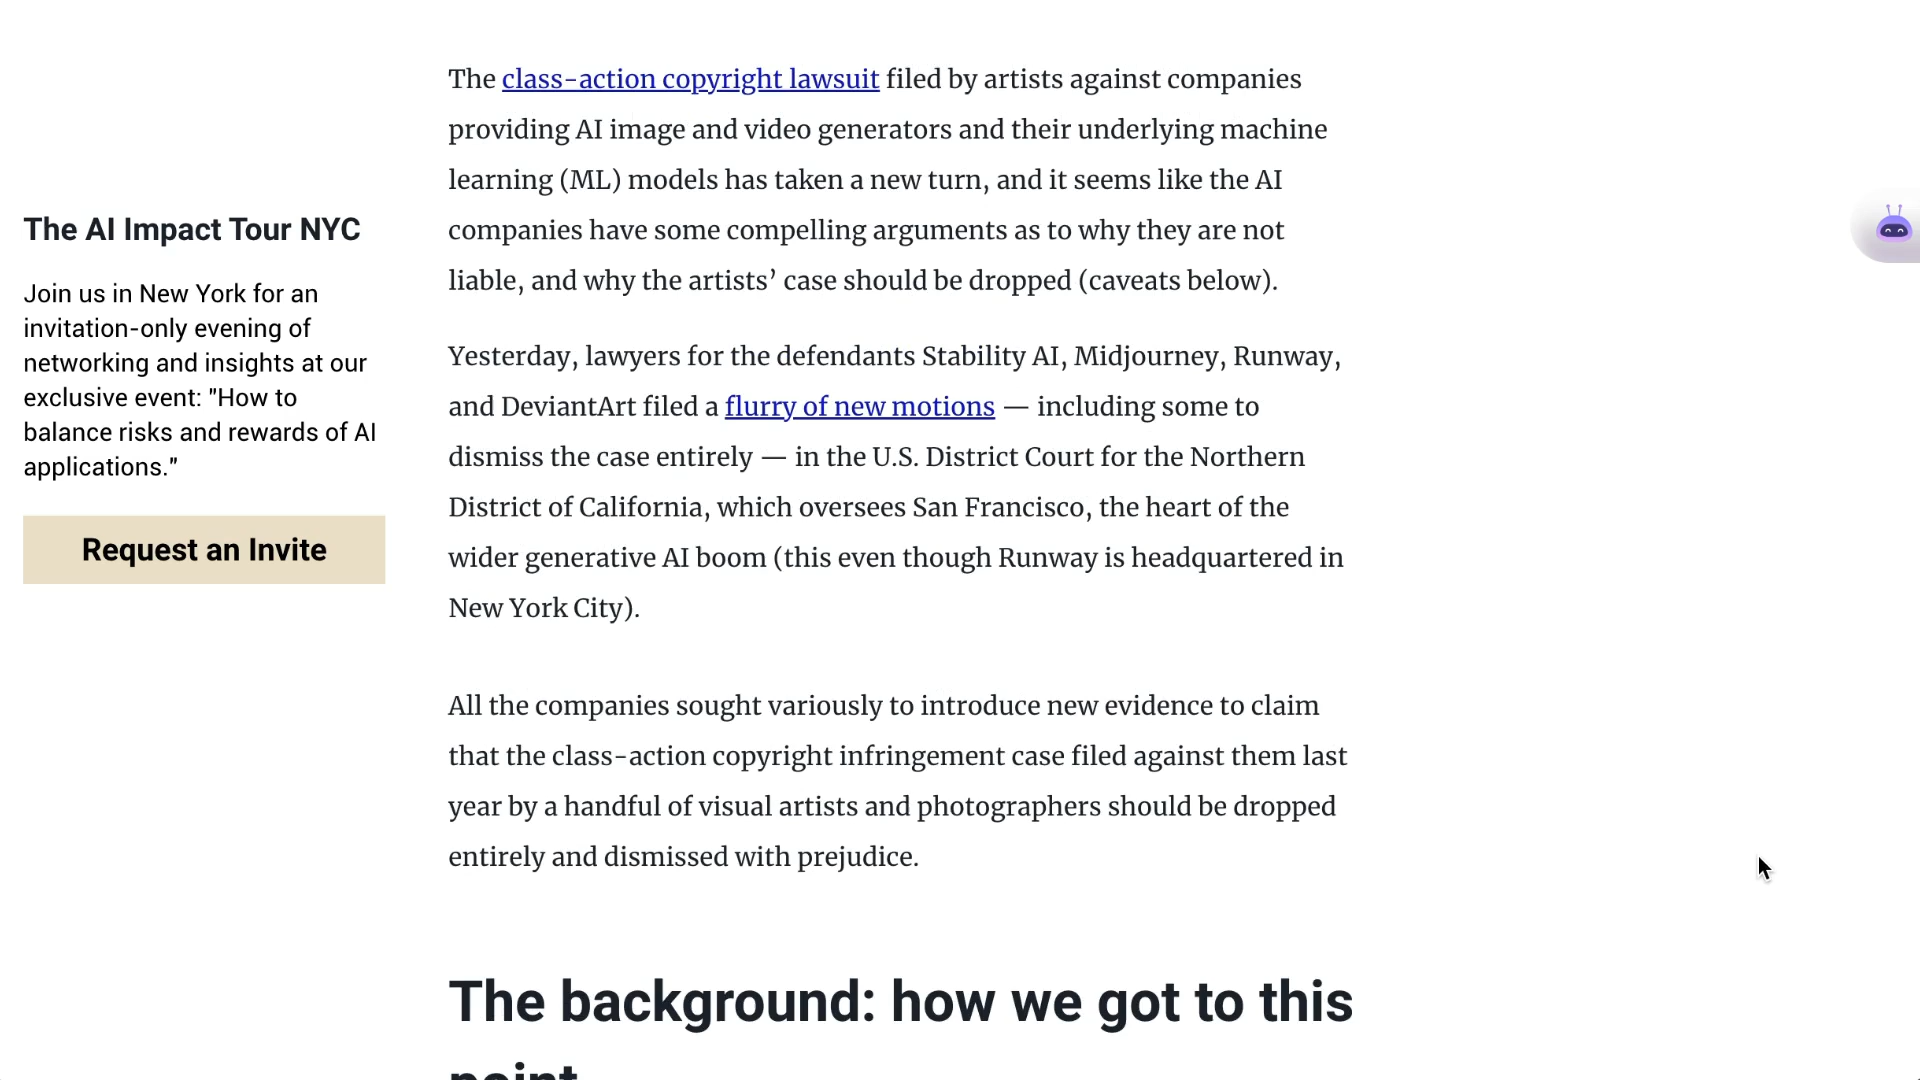 The class-action copyright lawsuit filed by artists against companies
providing AI image and video generators and their underlying machine
learning (ML) models has taken a new turn, and it seems like the AI
companies have some compelling arguments as to why they are not
liable, and why the artists’ case should be dropped (caveats below).
The AI Impact Tour NYC
Join us in New York for an
invitation-only evening of
networking and insights at our
exclusive event: "How to
balance risks and rewards of AI
applications."
Request an Invite
Yesterday, lawyers for the defendants Stability AI, Midjourney, Runway,
and DeviantArt filed a flurry of new motions — including some to
dismiss the case entirely — in the U.S. District Court for the Northern
District of California, which oversees San Francisco, the heart of the
wider generative AI boom (this even though Runway is headquartered in
New York City).
All the companies sought variously to introduce new evidence to claim
that the class-action copyright infringement case filed against them last
year by a handful of visual artists and photographers should be dropped
entirely and dismissed with prejudice.
The background: how we got to this
point